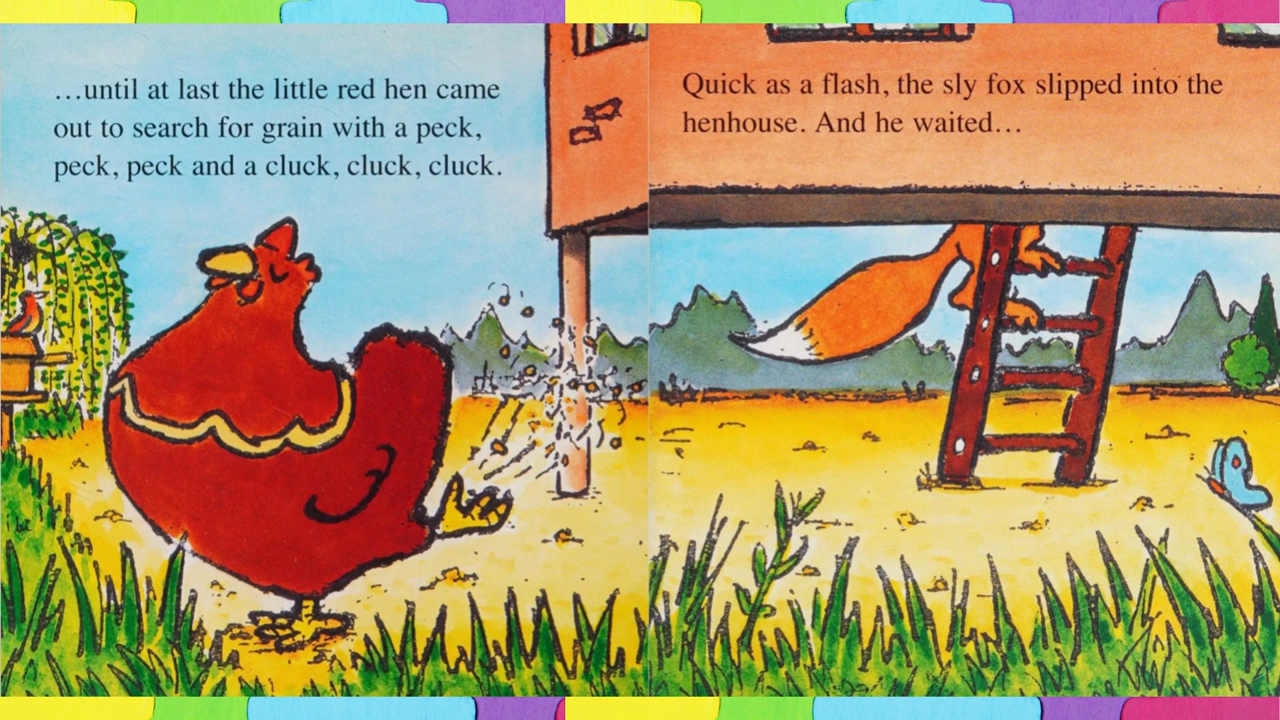 …until at last the little red hen came
out to search for grain with a peck,
peck, peck and a cluck, cluck, cluck.
Quick as a flash, the sly fox slipped into the
henhouse. And he waited…